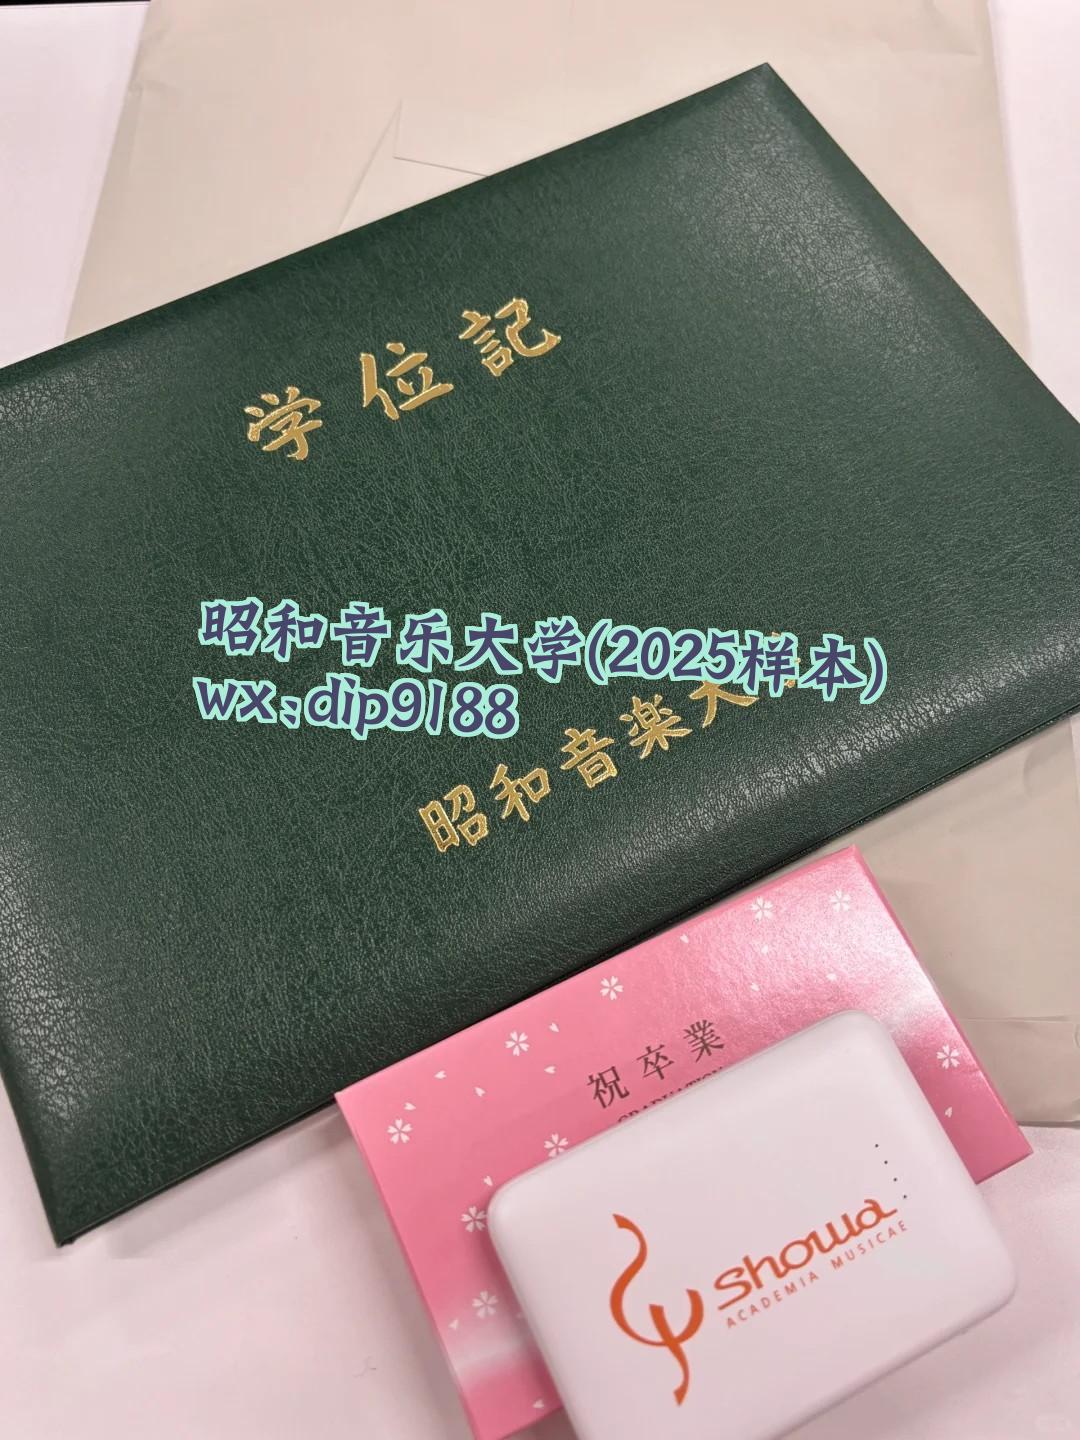 学位記
昭和音乐大学(2025样本)
wx;dip9188
昭和音楽大
祝卒業
GRADUATION
showa
ACADEMIA MUSICAE